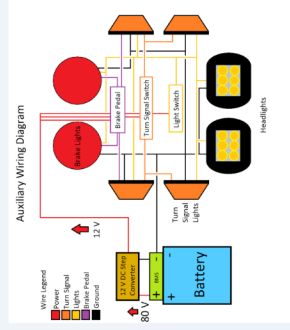 Auxiliary Wiring Diagram
Brake Lights
Brake Pedal
Turn Signal Switch
Light Switch
Headlights
Turn
Signal
Lights
12 V
12 V DC Step
Converter
BMS
+
-
Battery
+
-
80 V
Wire Legend
Power
Turn Signal
Lights
Brake Pedal
Ground